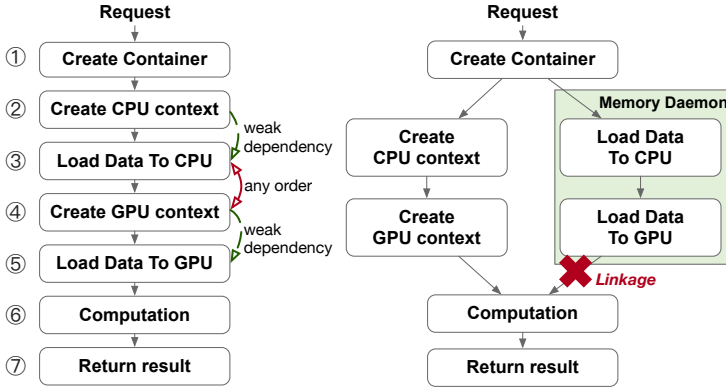 Request
① Create Container
② Create CPU context
weak
dependency
③ Load Data To CPU
any order
④ Create GPU context
weak
dependency
⑤ Load Data To GPU
⑥ Computation
⑦ Return result
Request
Create Container
Create
CPU context
Create
GPU context
Memory Daemon
Load Data
To CPU
Load Data
To GPU
Linkage
Computation
Return result